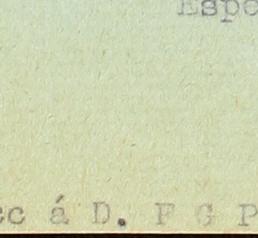 Espe
cc á D. F G P